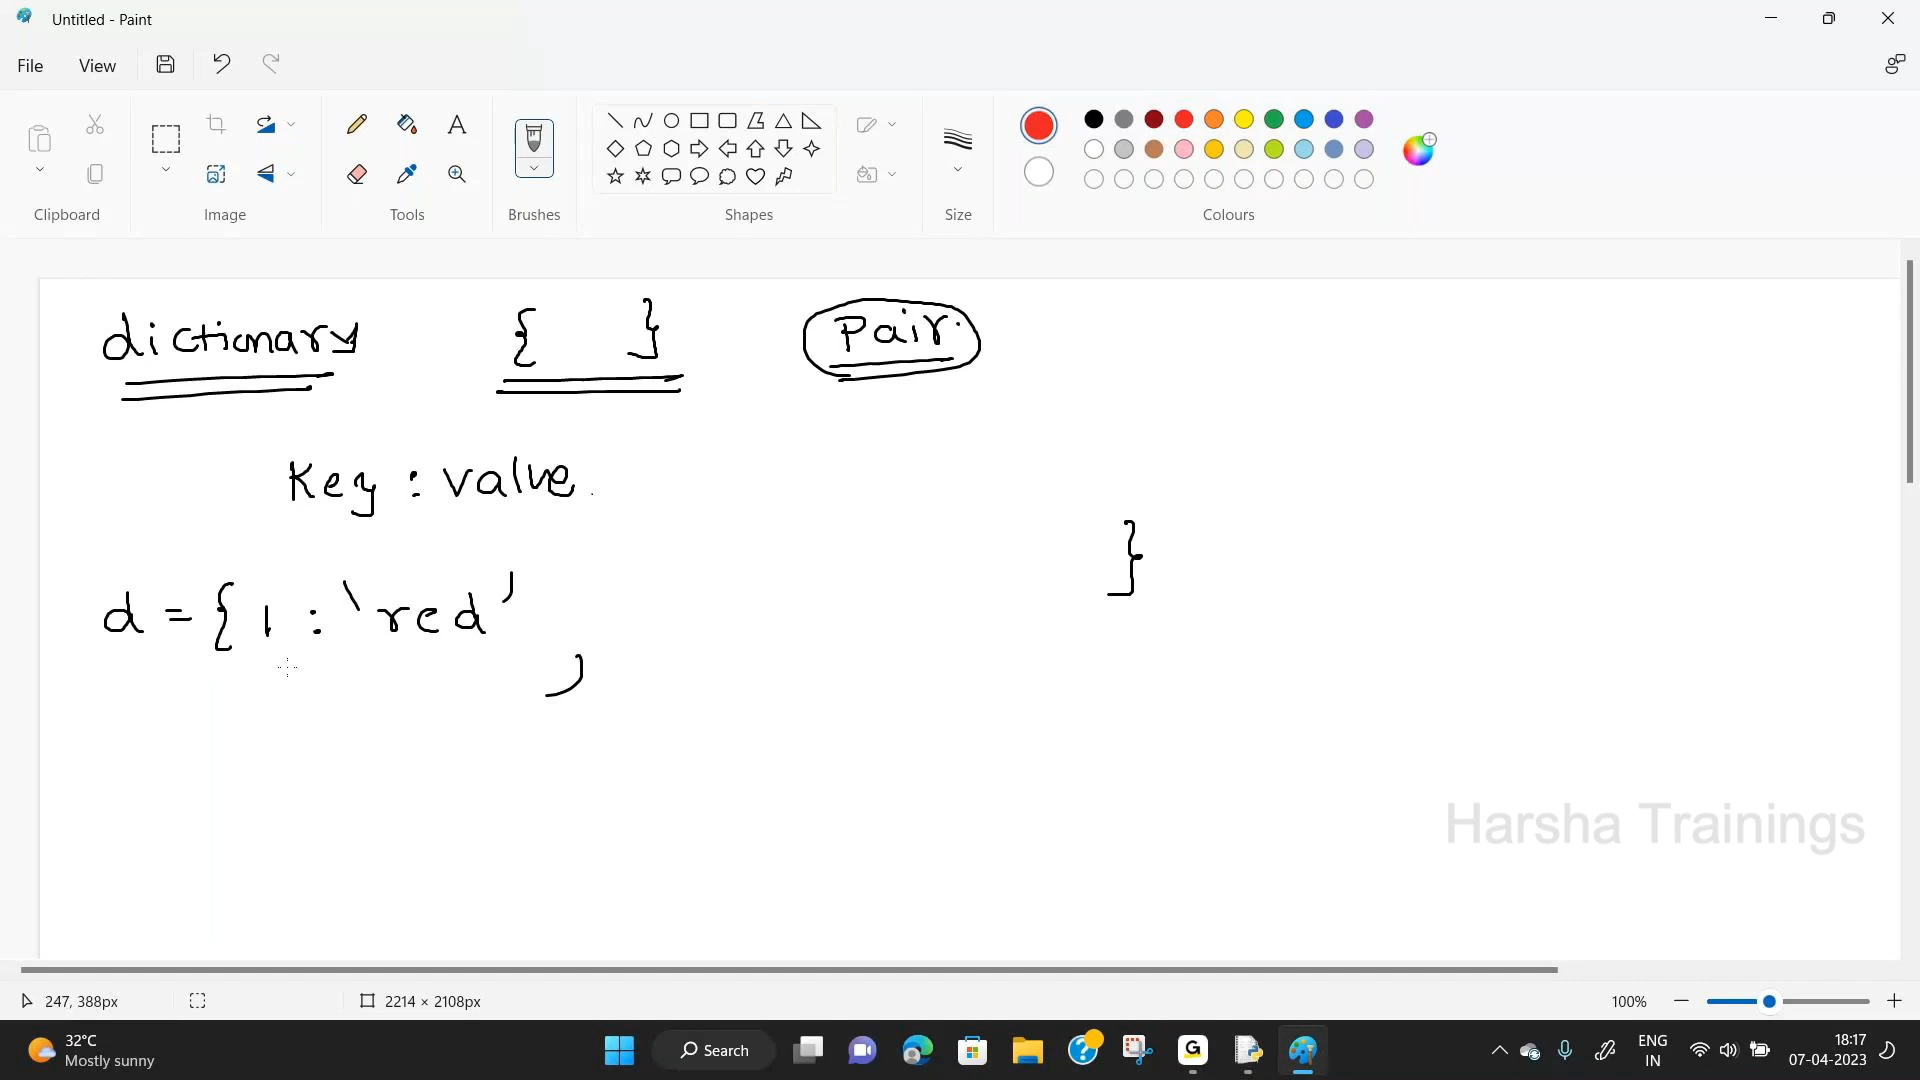 Untitled - Paint
File View
Clipboard Image Tools Brushes Shapes Size Colours
dictionary { } Pair.
Key : value.
}
d = { 1 : 'red'
,
Harsha Trainings
247, 388px 2214 × 2108px 100%
32°C
Mostly sunny
Search
ENG
IN
18:17
07-04-2023